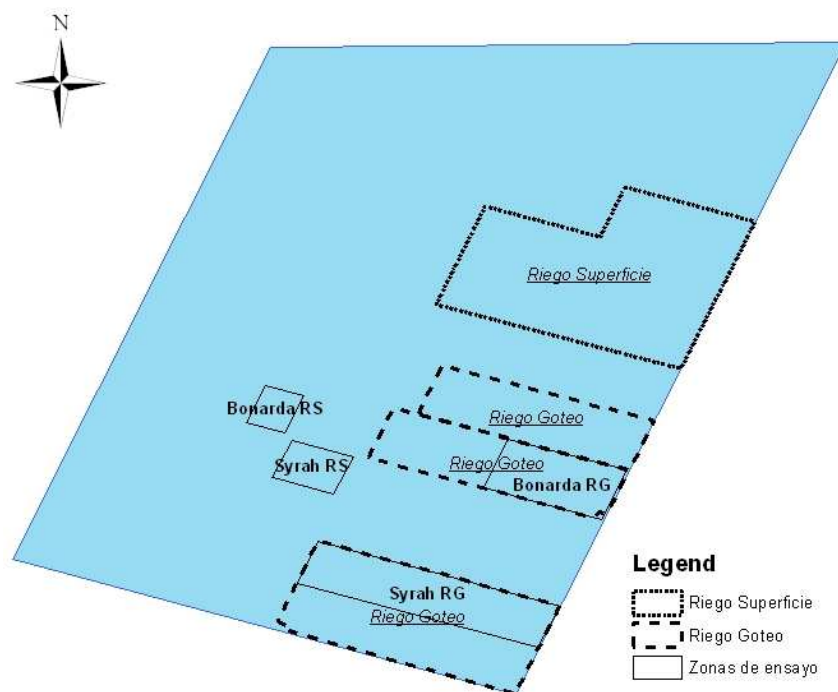 N
Riego Superficie
Bonarda RS
Riego Goteo
Syrah RS
Riego Goteo
Bonarda RG
Syrah RG
Riego Goteo
Legend
Riego Superficie
Riego Goteo
Zonas de ensayo